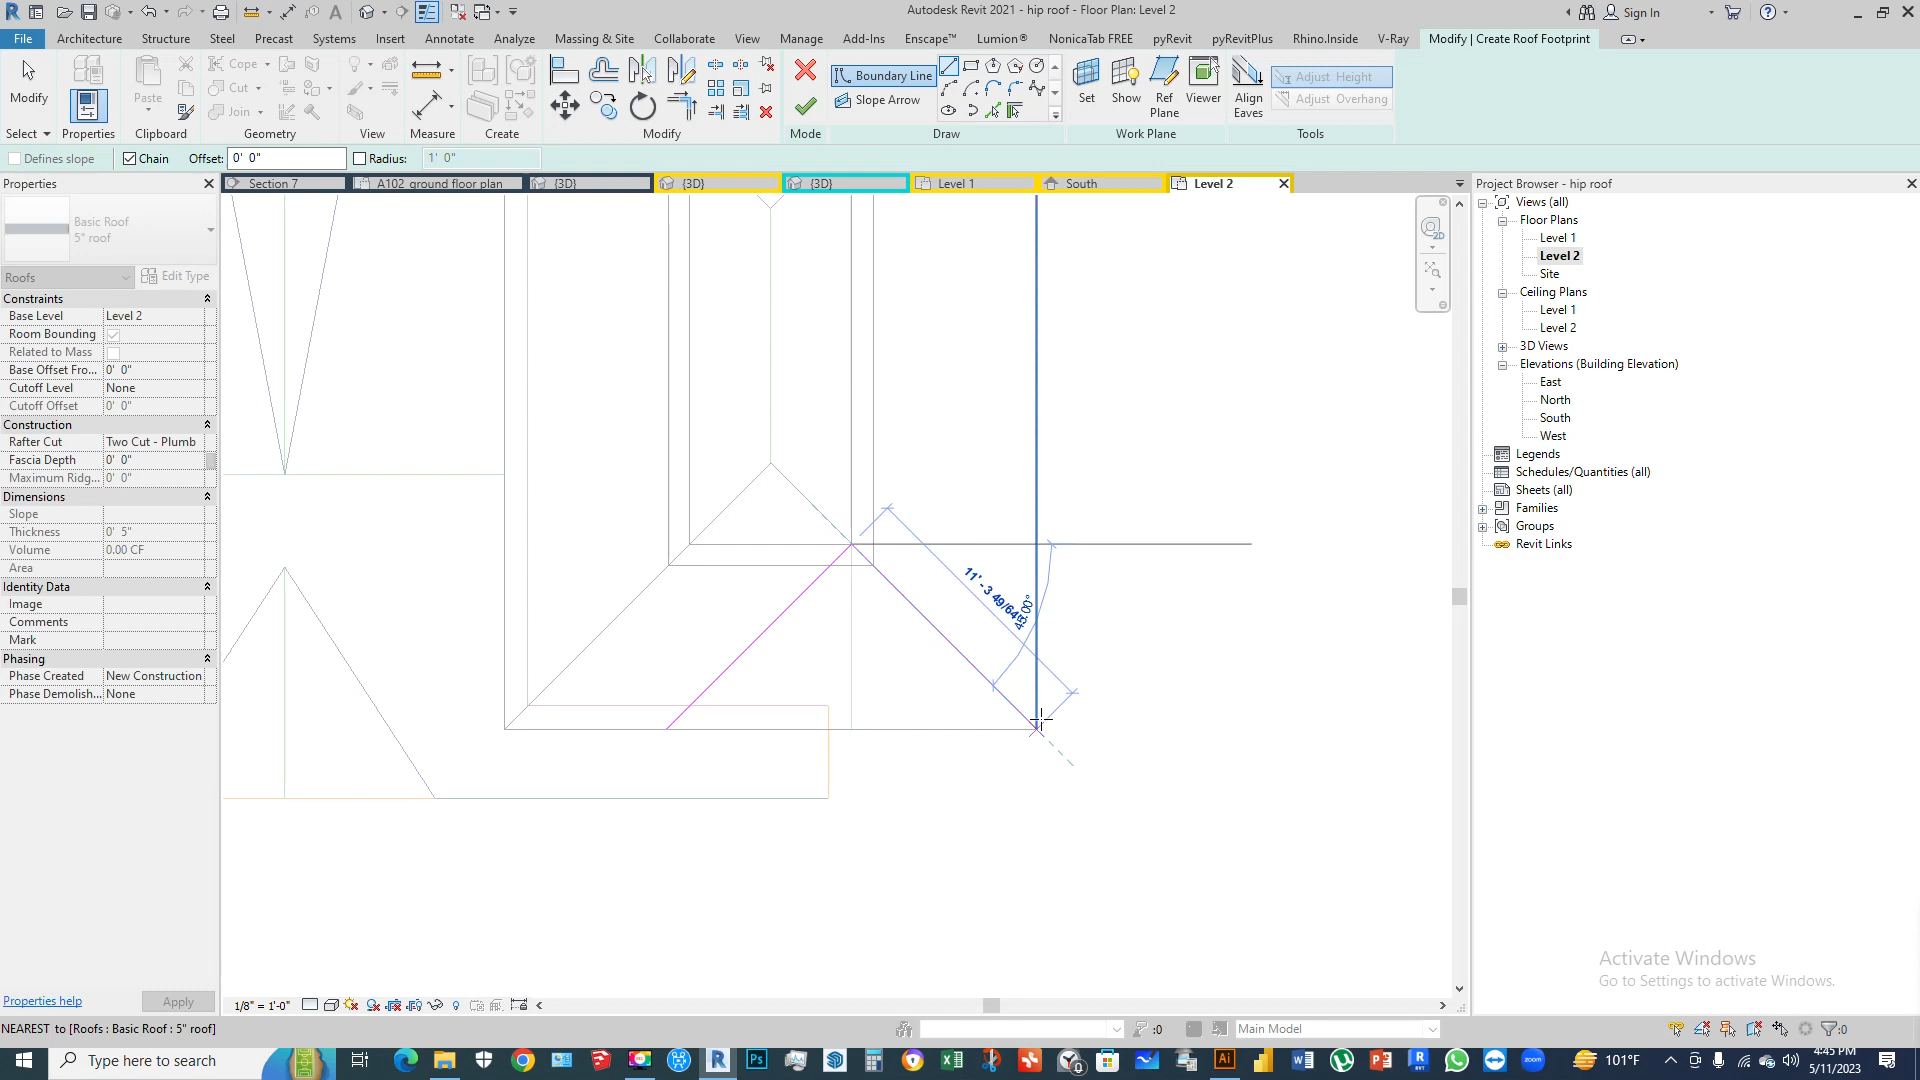 Autodesk Revit 2021 - hip roof - Floor Plan: Level 2
Sign In
File Architecture Structure Steel Precast Systems Insert Annotate Analyze Massing & Site Collaborate View Manage Add-Ins Enscape™ Lumion® NonicaTab FREE pyRevit pyRevitPlus Rhino.Inside V-Ray Modify | Create Roof Footprint
Modify
Paste
Cope
Cut
Join
Boundary Line
Slope Arrow
Set Show Ref Plane Viewer
Align Eaves
Adjust Height
Adjust Overhang
Select Properties Clipboard Geometry View Measure Create Modify Mode Draw Work Plane Tools
Defines slope Chain Offset: 0' 0" Radius: 1' 0"
Properties
Section 7 A102 ground floor plan {3D} {3D} {3D} Level 1 South Level 2
Project Browser - hip roof
Basic Roof
5" roof
Roofs Edit Type
Constraints
Base Level Level 2
Room Bounding
Related to Mass
Base Offset Fro... 0' 0"
Cutoff Level None
Cutoff Offset 0' 0"
Construction
Rafter Cut Two Cut - Plumb
Fascia Depth 0' 0"
Maximum Ridg... 0' 0"
Dimensions
Slope
Thickness 0' 5"
Volume 0.00 CF
Area
Identity Data
Image
Comments
Mark
Phasing
Phase Created New Construction
Phase Demolish... None
Properties help Apply
11' - 3 49/64"
45.00°
2D
Views (all)
Floor Plans
Level 1
Level 2
Site
Ceiling Plans
Level 1
Level 2
3D Views
Elevations (Building Elevation)
East
North
South
West
Legends
Schedules/Quantities (all)
Sheets (all)
Families
Groups
Revit Links
Activate Windows
Go to Settings to activate Windows.
1/8" = 1'-0"
NEAREST to [Roofs : Basic Roof : 5" roof]
:0
Main Model
:0
Type here to search
101°F
4:45 PM
5/11/2023